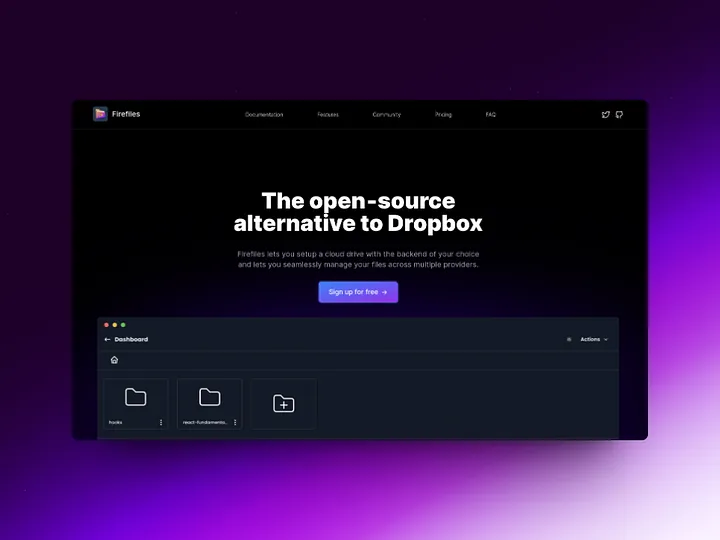 Firefiles
Documentation
Features
Community
Pricing
FAQ
The open-source
alternative to Dropbox
Firefiles lets you setup a cloud drive with the backend of your choice
and lets you seamlessly manage your files across multiple providers.
Sign up for free →
← Dashboard
Actions
hooks
react-fundamenta...